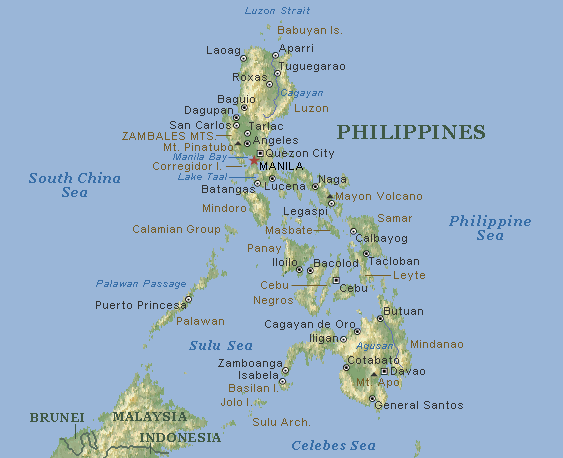 Luzon Strait
Babuyan Is.
Laoag
Aparri
Tuguegarao
Roxas
Cagayan
Baguio
Luzon
Dagupan
San Carlos
Tarlac
ZAMBALES MTS.
PHILIPPINES
Angeles
Mt. Pinatubo
Quezon City
Manila Bay
Corregidor I.
MANILA
Lake Taal
South China
Sea
Batangas
Lucena
Naga
Mayon Volcano
Mindoro
Legaspi
Samar
Philippine
Sea
Calamian Group
Masbate
Calbayog
Panay
Tacloban
Iloilo
Bacolod
Leyte
Palawan Passage
Cebu
Cebu
Puerto Princesa
Negros
Butuan
Palawan
Cagayan de Oro
Iligan
Agusan
Mindanao
Sulu Sea
Zamboanga
Cotabato
Isabela
Davao
Basilan I.
Mt. Apo
Jolo I.
General Santos
BRUNEI
MALAYSIA
Sulu Arch.
INDONESIA
Celebes Sea